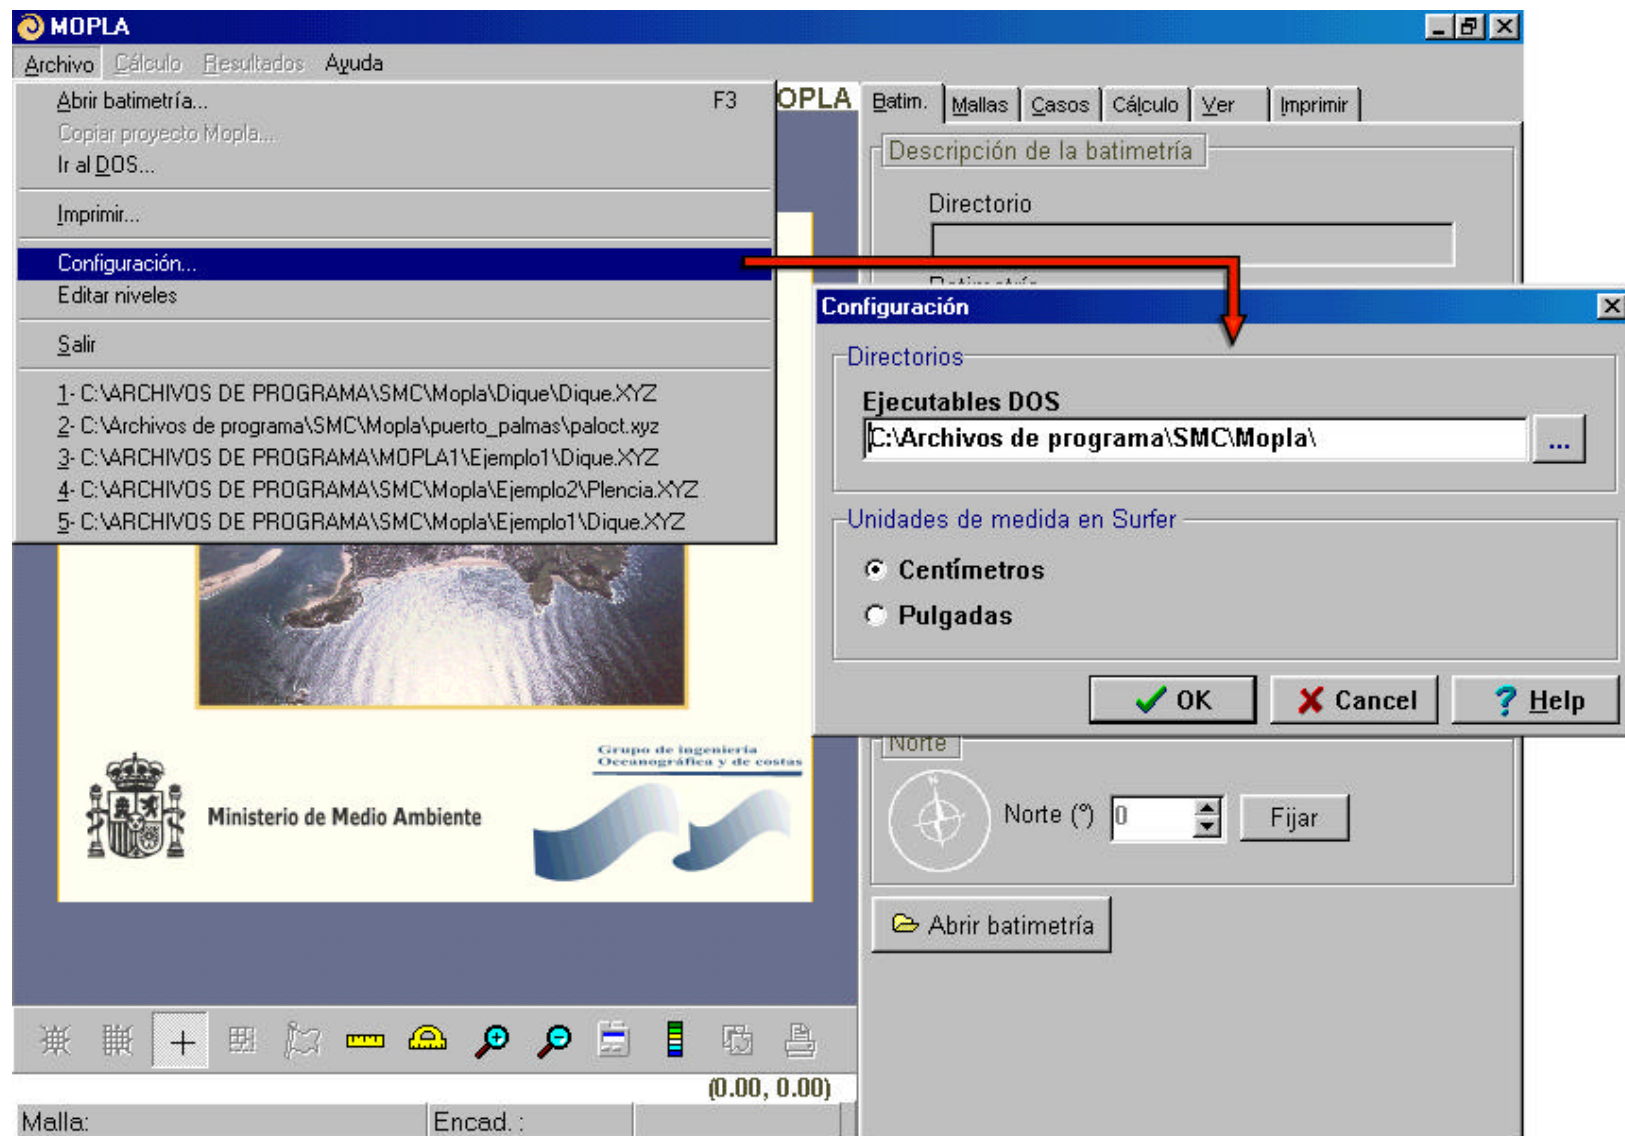 MOPLA
Archivo Cálculo Resultados Ayuda
Abrir batimetría... F3
Copiar proyecto Mopla...
Ir al DOS...
Imprimir...
Configuración...
Editar niveles
Salir
1- C:\ARCHIVOS DE PROGRAMA\SMC\Mopla\Dique\Dique.XYZ
2- C:\Archivos de programa\SMC\Mopla\puerto_palmas\paloct.xyz
3- C:\ARCHIVOS DE PROGRAMA\MOPLA1\Ejemplo1\Dique.XYZ
4- C:\ARCHIVOS DE PROGRAMA\SMC\Mopla\Ejemplo2\Plencia.XYZ
5- C:\ARCHIVOS DE PROGRAMA\SMC\Mopla\Ejemplo1\Dique.XYZ
OPLA
Batim. Mallas Casos Cálculo Ver Imprimir
Descripción de la batimetría
Directorio
Batimetría
Configuración
Directorios
Ejecutables DOS
C:\Archivos de programa\SMC\Mopla\
...
Unidades de medida en Surfer
Centímetros
Pulgadas
OK Cancel Help
Grupo de ingeniería
Oceanográfica y de costas
Ministerio de Medio Ambiente
Norte
Norte (º) 0 Fijar
Abrir batimetría
(0.00, 0.00)
Malla: Encad. :